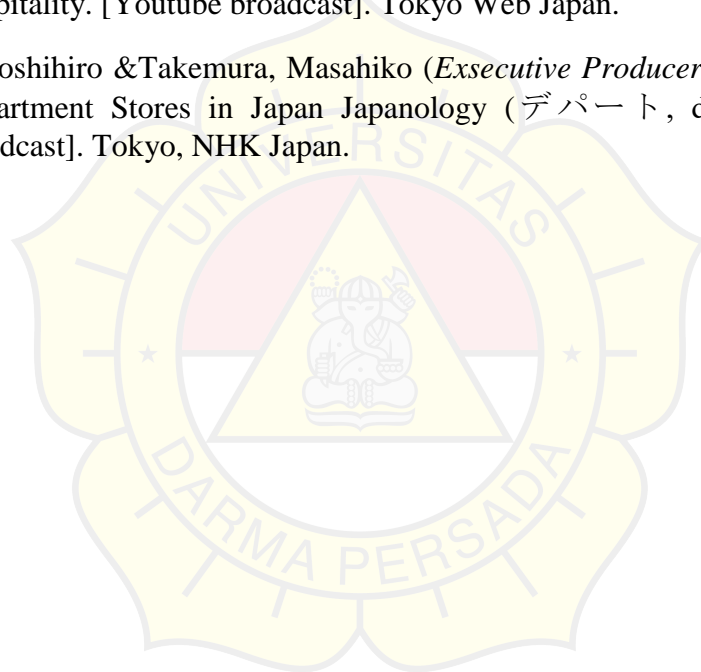 pitality. [Youtube broadcast]. Tokyo Web Japan.
oshihiro &Takemura, Masahiko (Exsecutive Producer
artment Stores in Japan Japanology (デパート, d
dcast]. Tokyo, NHK Japan.
UNIVERSITAS
DARMA PERSADA